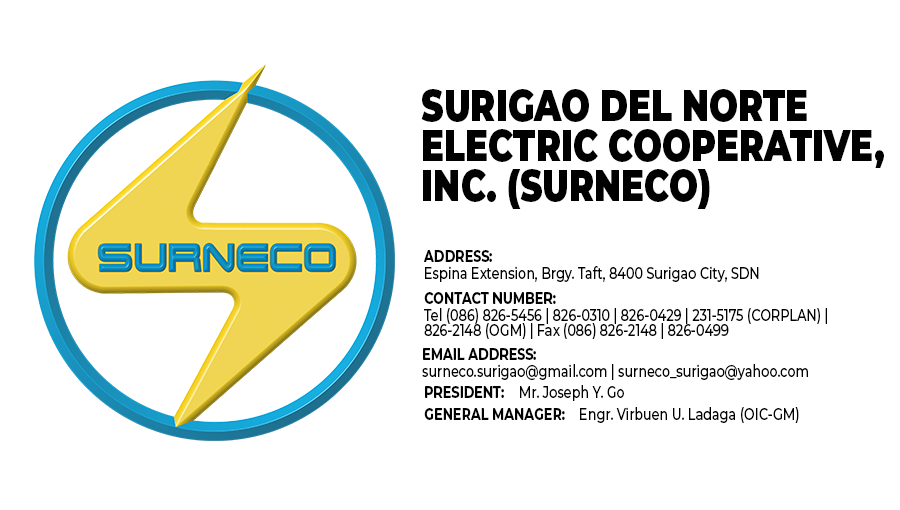 SURNECO
SURIGAO DEL NORTE
ELECTRIC COOPERATIVE,
INC. (SURNECO)
ADDRESS:
Espina Extension, Brgy. Taft, 8400 Surigao City, SDN
CONTACT NUMBER:
Tel (086) 826-5456 | 826-0310 | 826-0429 | 231-5175 (CORPLAN) |
826-2148 (OGM) | Fax (086) 826-2148 | 826-0499
EMAIL ADDRESS:
surneco.surigao@gmail.com | surneco_surigao@yahoo.com
PRESIDENT: Mr. Joseph Y. Go
GENERAL MANAGER: Engr. Virbuen U. Ladaga (OIC-GM)